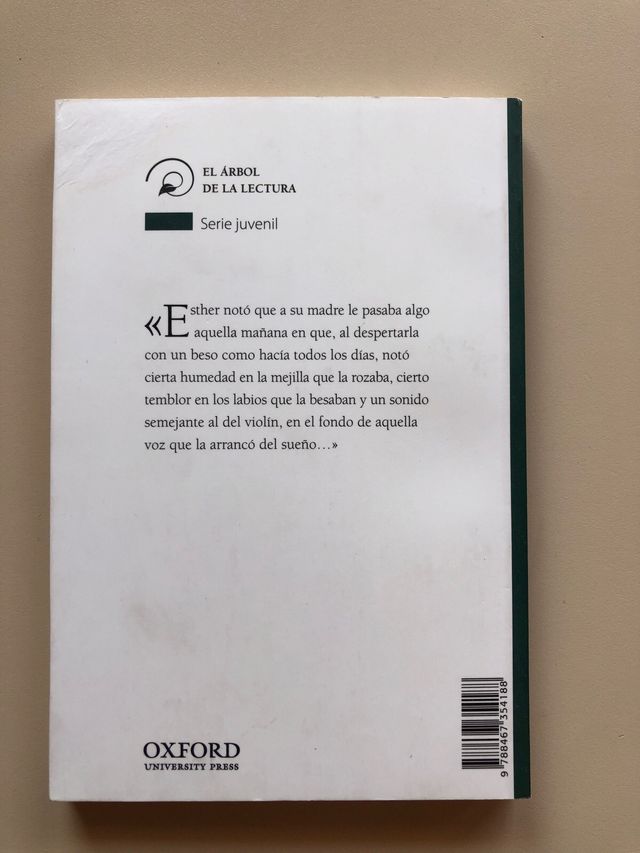 EL ÁRBOL
DE LA LECTURA
Serie juvenil
«Esther notó que a su madre le pasaba algo
aquella mañana en que, al despertarla
con un beso como hacía todos los días, notó
cierta humedad en la mejilla que la rozaba, cierto
temblor en los labios que la besaban y un sonido
semejante al del violín, en el fondo de aquella
voz que la arrancó del sueño…»
OXFORD
UNIVERSITY PRESS
9 788467 354188